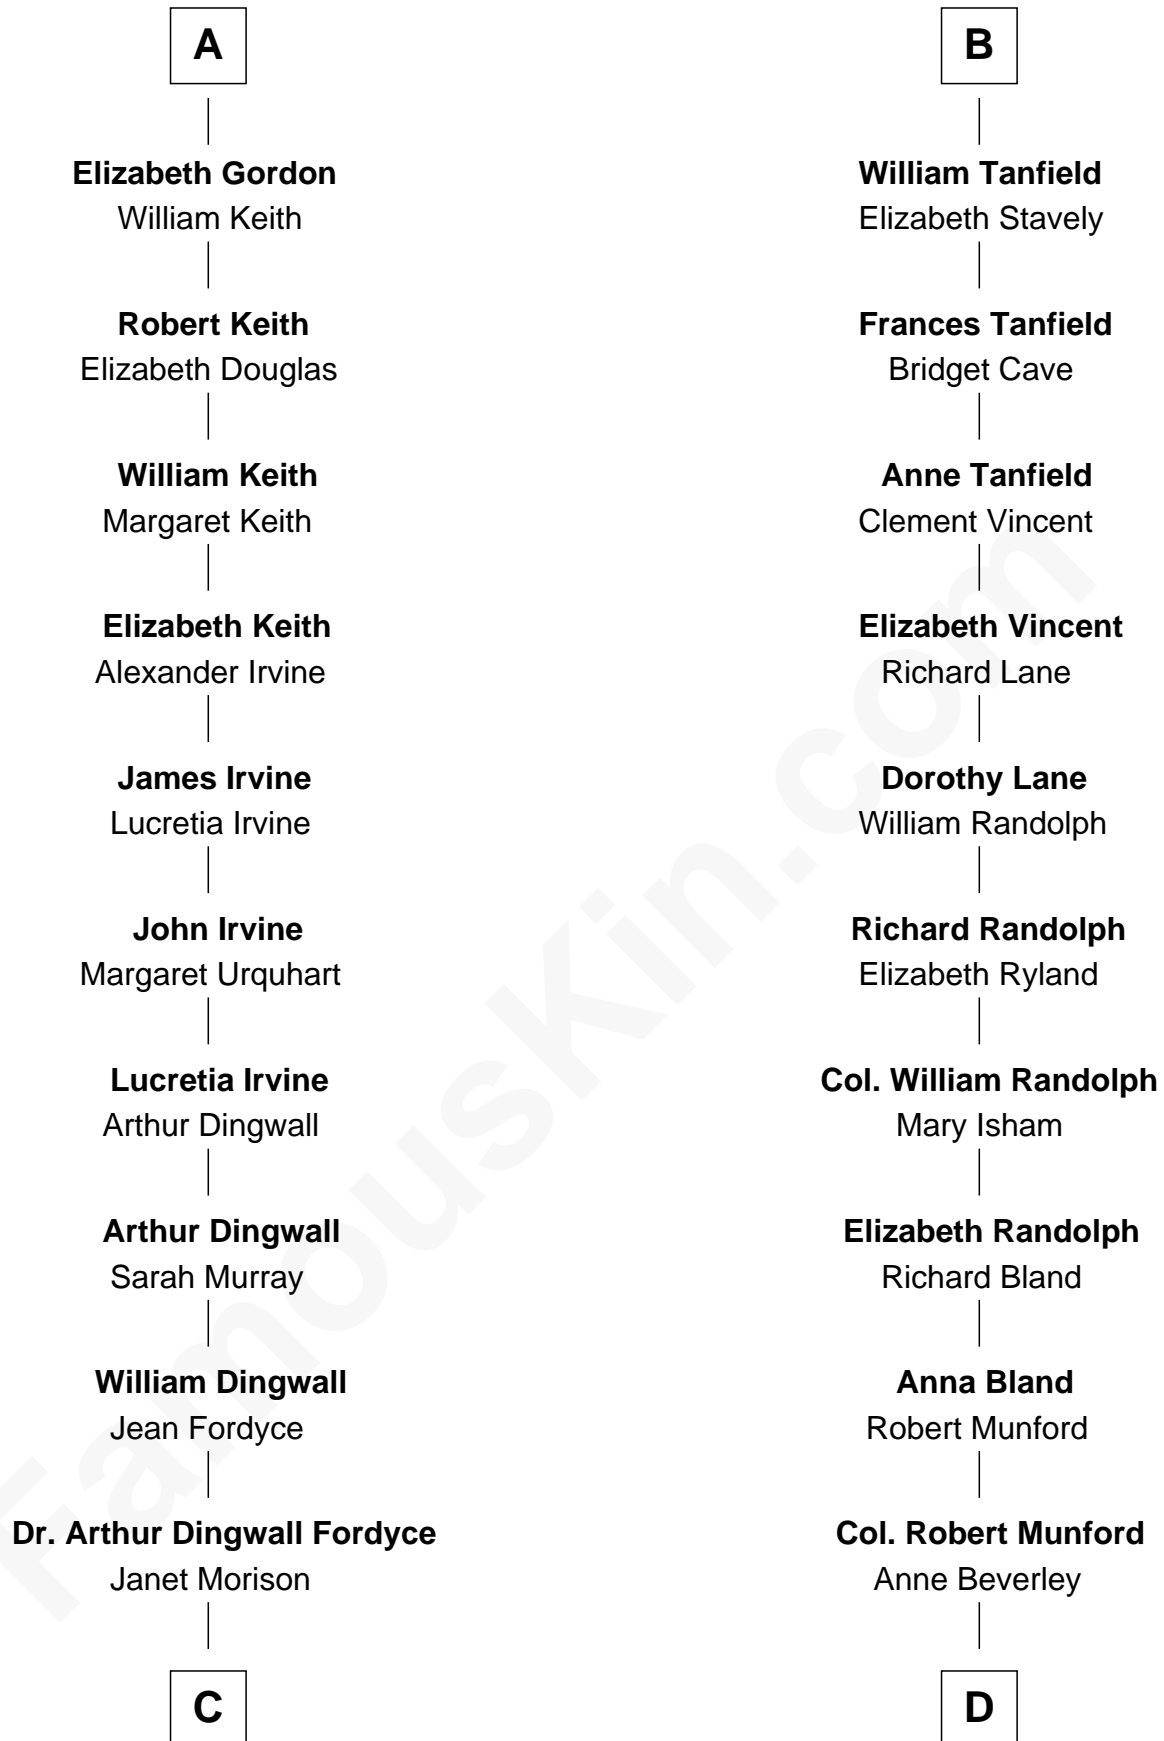 A
Elizabeth Gordon
William Keith
Robert Keith
Elizabeth Douglas
William Keith
Margaret Keith
Elizabeth Keith
Alexander Irvine
James Irvine
Lucretia Irvine
John Irvine
Margaret Urquhart
Lucretia Irvine
Arthur Dingwall
Arthur Dingwall
Sarah Murray
William Dingwall
Jean Fordyce
Dr. Arthur Dingwall Fordyce
Janet Morison
C
B
William Tanfield
Elizabeth Stavely
Frances Tanfield
Bridget Cave
Anne Tanfield
Clement Vincent
Elizabeth Vincent
Richard Lane
Dorothy Lane
William Randolph
Richard Randolph
Elizabeth Ryland
Col. William Randolph
Mary Isham
Elizabeth Randolph
Richard Bland
Anna Bland
Robert Munford
Col. Robert Munford
Anne Beverley
D
FamousKin.com